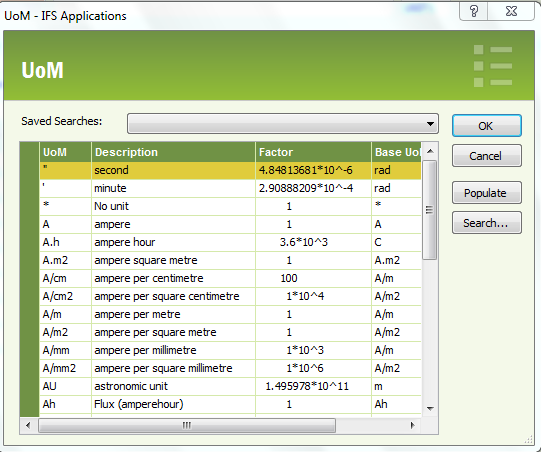 UoM - IFS Applications
UoM
Saved Searches:
OK
Cancel
Populate
Search...
UoM Description Factor Base Uo
" second 4.84813681*10^-6 rad
' minute 2.90888209*10^-4 rad
* No unit 1 *
A ampere 1 A
A.h ampere hour 3.6*10^3 C
A.m2 ampere square metre 1 A.m2
A/cm ampere per centimetre 100 A/m
A/cm2 ampere per square centimetre 1*10^4 A/m2
A/m ampere per metre 1 A/m
A/m2 ampere per square metre 1 A/m2
A/mm ampere per millimetre 1*10^3 A/m
A/mm2 ampere per square millimetre 1*10^6 A/m2
AU astronomic unit 1.495978*10^11 m
Ah Flux (amperehour) 1 Ah